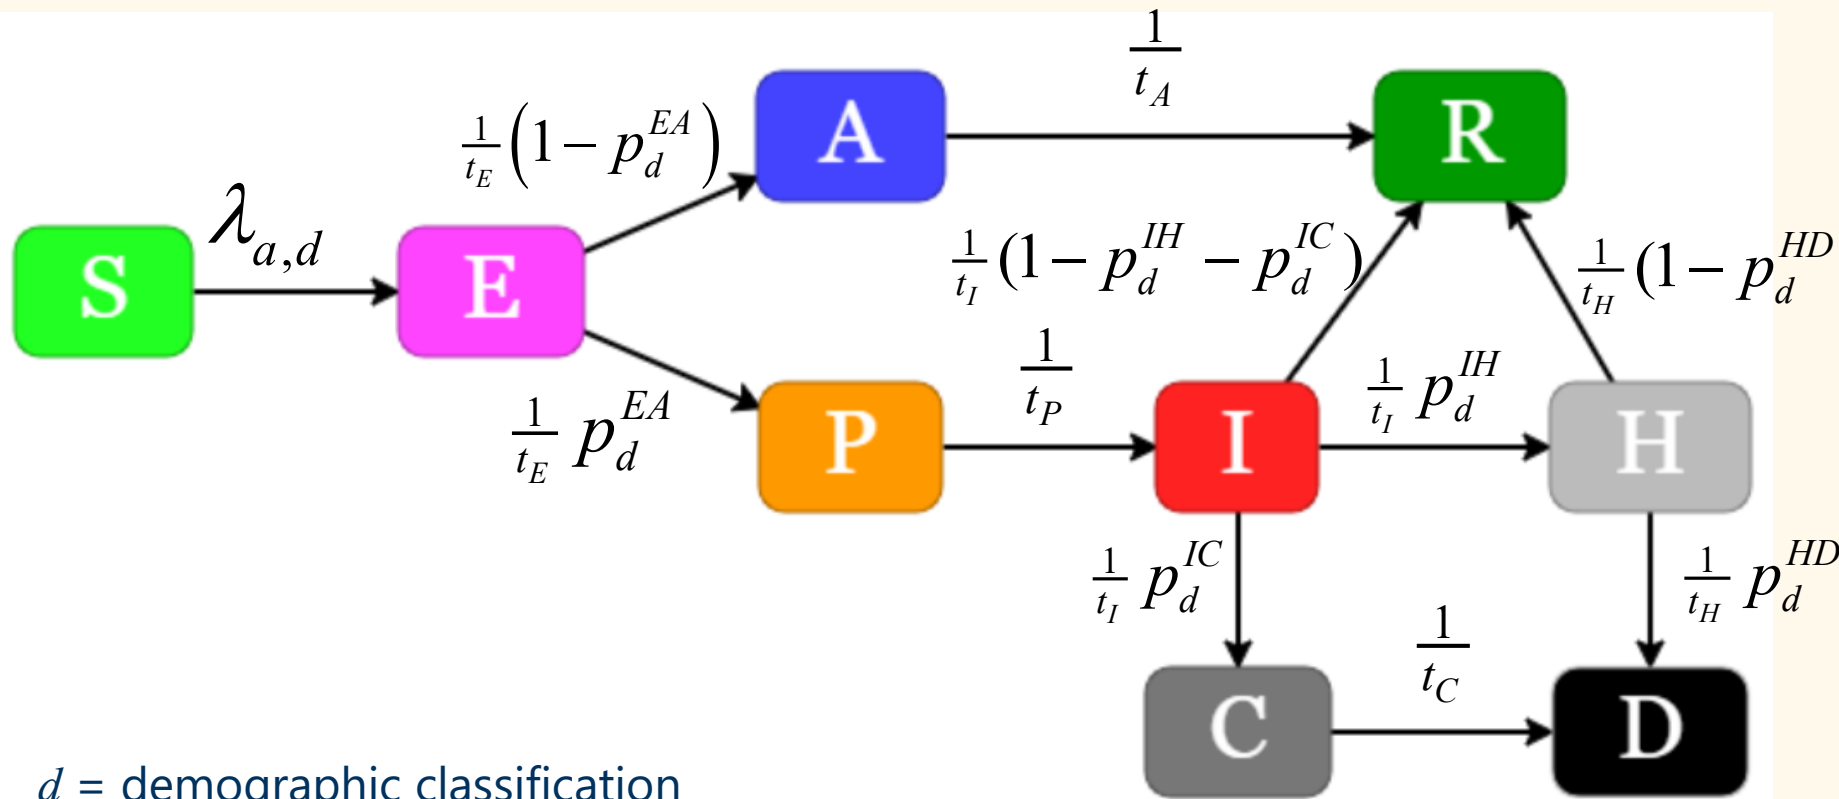 1/t_A
A
R
1/t_E (1 − p_d^{EA})
λ_{a,d}
S
E
1/t_I (1 − p_d^{IH} − p_d^{IC})
1/t_H (1 − p_d^{HD}
1/t_P
1/t_I p_d^{IH}
1/t_E p_d^{EA}
P
I
H
1/t_I p_d^{IC}
1/t_H p_d^{HD}
1/t_C
C
D
d = demographic classification